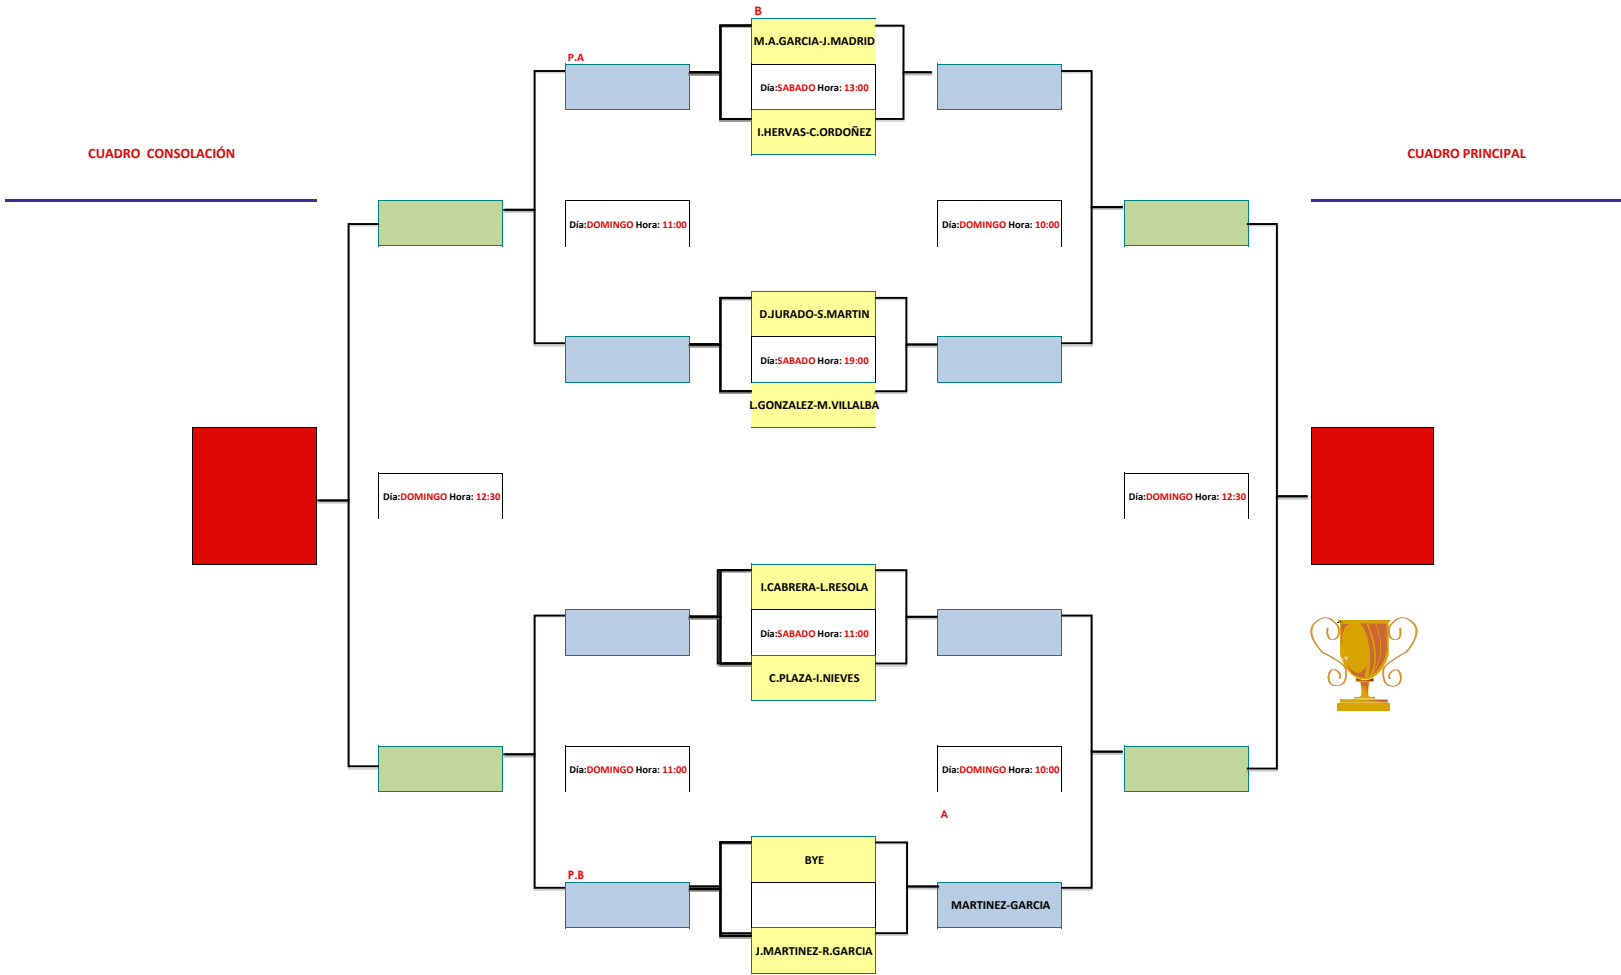 B
M.A.GARCIA-J.MADRID
P.A
Día:SABADO Hora: 13:00
I.HERVAS-C.ORDOÑEZ
CUADRO CONSOLACIÓN
CUADRO PRINCIPAL
Día:DOMINGO Hora: 11:00
Día:DOMINGO Hora: 10:00
D.JURADO-S.MARTIN
Día:SABADO Hora: 19:00
L.GONZALEZ-M.VILLALBA
Día:DOMINGO Hora: 12:30
Día:DOMINGO Hora: 12:30
I.CABRERA-L.RESOLA
Día:SABADO Hora: 11:00
C.PLAZA-I.NIEVES
Día:DOMINGO Hora: 11:00
Día:DOMINGO Hora: 10:00
A
BYE
P.B
MARTINEZ-GARCIA
J.MARTINEZ-R.GARCIA